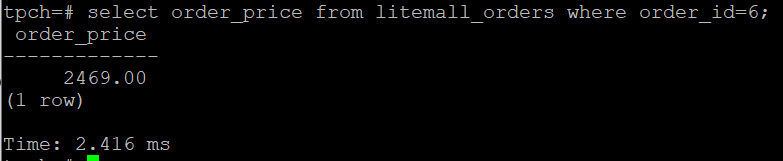 tpch=# select order_price from litemall_orders where order_id=6;
order_price
-------------
2469.00
(1 row)
Time: 2.416 ms